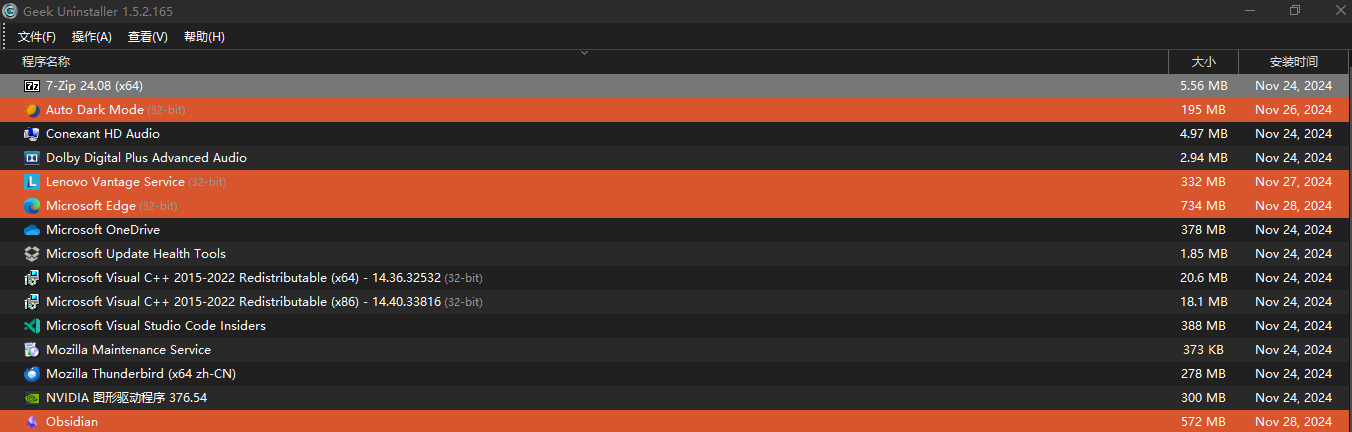 Geek Uninstaller 1.5.2.165
文件(F) 操作(A) 查看(V) 帮助(H)
程序名称 大小 安装时间
7-Zip 24.08 (x64) 5.56 MB Nov 24, 2024
Auto Dark Mode (32-bit) 195 MB Nov 26, 2024
Conexant HD Audio 4.97 MB Nov 24, 2024
Dolby Digital Plus Advanced Audio 2.94 MB Nov 24, 2024
Lenovo Vantage Service (32-bit) 332 MB Nov 27, 2024
Microsoft Edge (32-bit) 734 MB Nov 28, 2024
Microsoft OneDrive 378 MB Nov 24, 2024
Microsoft Update Health Tools 1.85 MB Nov 24, 2024
Microsoft Visual C++ 2015-2022 Redistributable (x64) - 14.36.32532 (32-bit) 20.6 MB Nov 24, 2024
Microsoft Visual C++ 2015-2022 Redistributable (x86) - 14.40.33816 (32-bit) 18.1 MB Nov 24, 2024
Microsoft Visual Studio Code Insiders 388 MB Nov 24, 2024
Mozilla Maintenance Service 373 KB Nov 24, 2024
Mozilla Thunderbird (x64 zh-CN) 278 MB Nov 24, 2024
NVIDIA 图形驱动程序 376.54 300 MB Nov 24, 2024
Obsidian 572 MB Nov 28, 2024